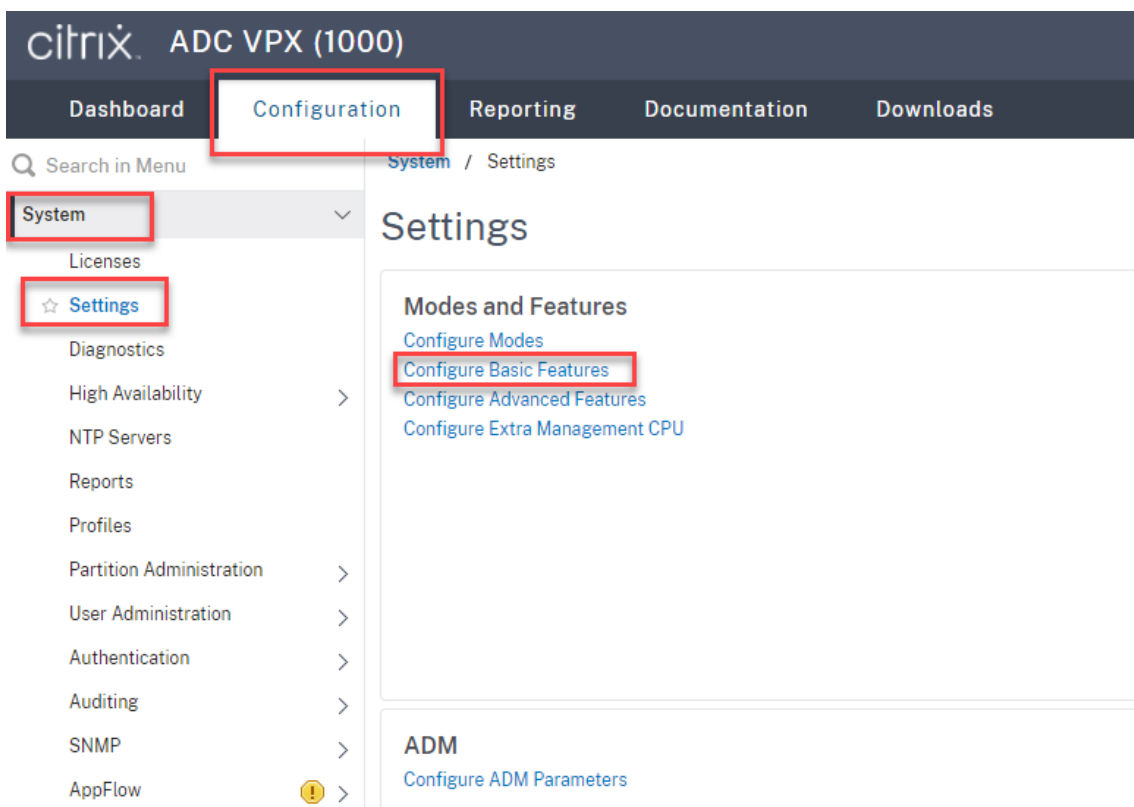 citrix. ADC VPX (1000)
Dashboard Configuration Reporting Documentation Downloads
Search in Menu
System / Settings
System
Settings
Licenses
Settings
Diagnostics
High Availability
NTP Servers
Reports
Profiles
Partition Administration
User Administration
Authentication
Auditing
SNMP
AppFlow
Modes and Features
Configure Modes
Configure Basic Features
Configure Advanced Features
Configure Extra Management CPU
ADM
Configure ADM Parameters